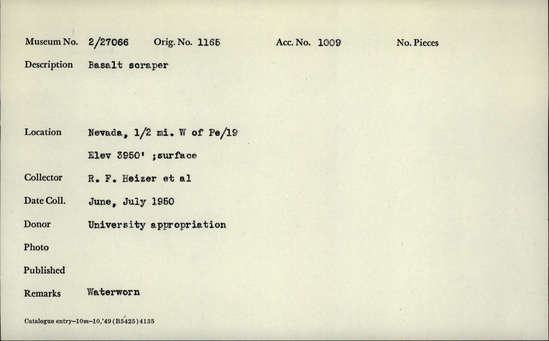 Museum No. 2/27066 Orig. No. 1165 Acc. No. 1009 No. Pieces
Description Basalt scraper
Location Nevada, 1/2 mi. W of Pe/19
Elev 3950' ;surface
Collector R. F. Heizer et al
Date Coll. June, July 1950
Donor University appropriation
Photo
Published
Remarks Waterworn
Catalogue entry—10m-10,'49 (B5425) 4135